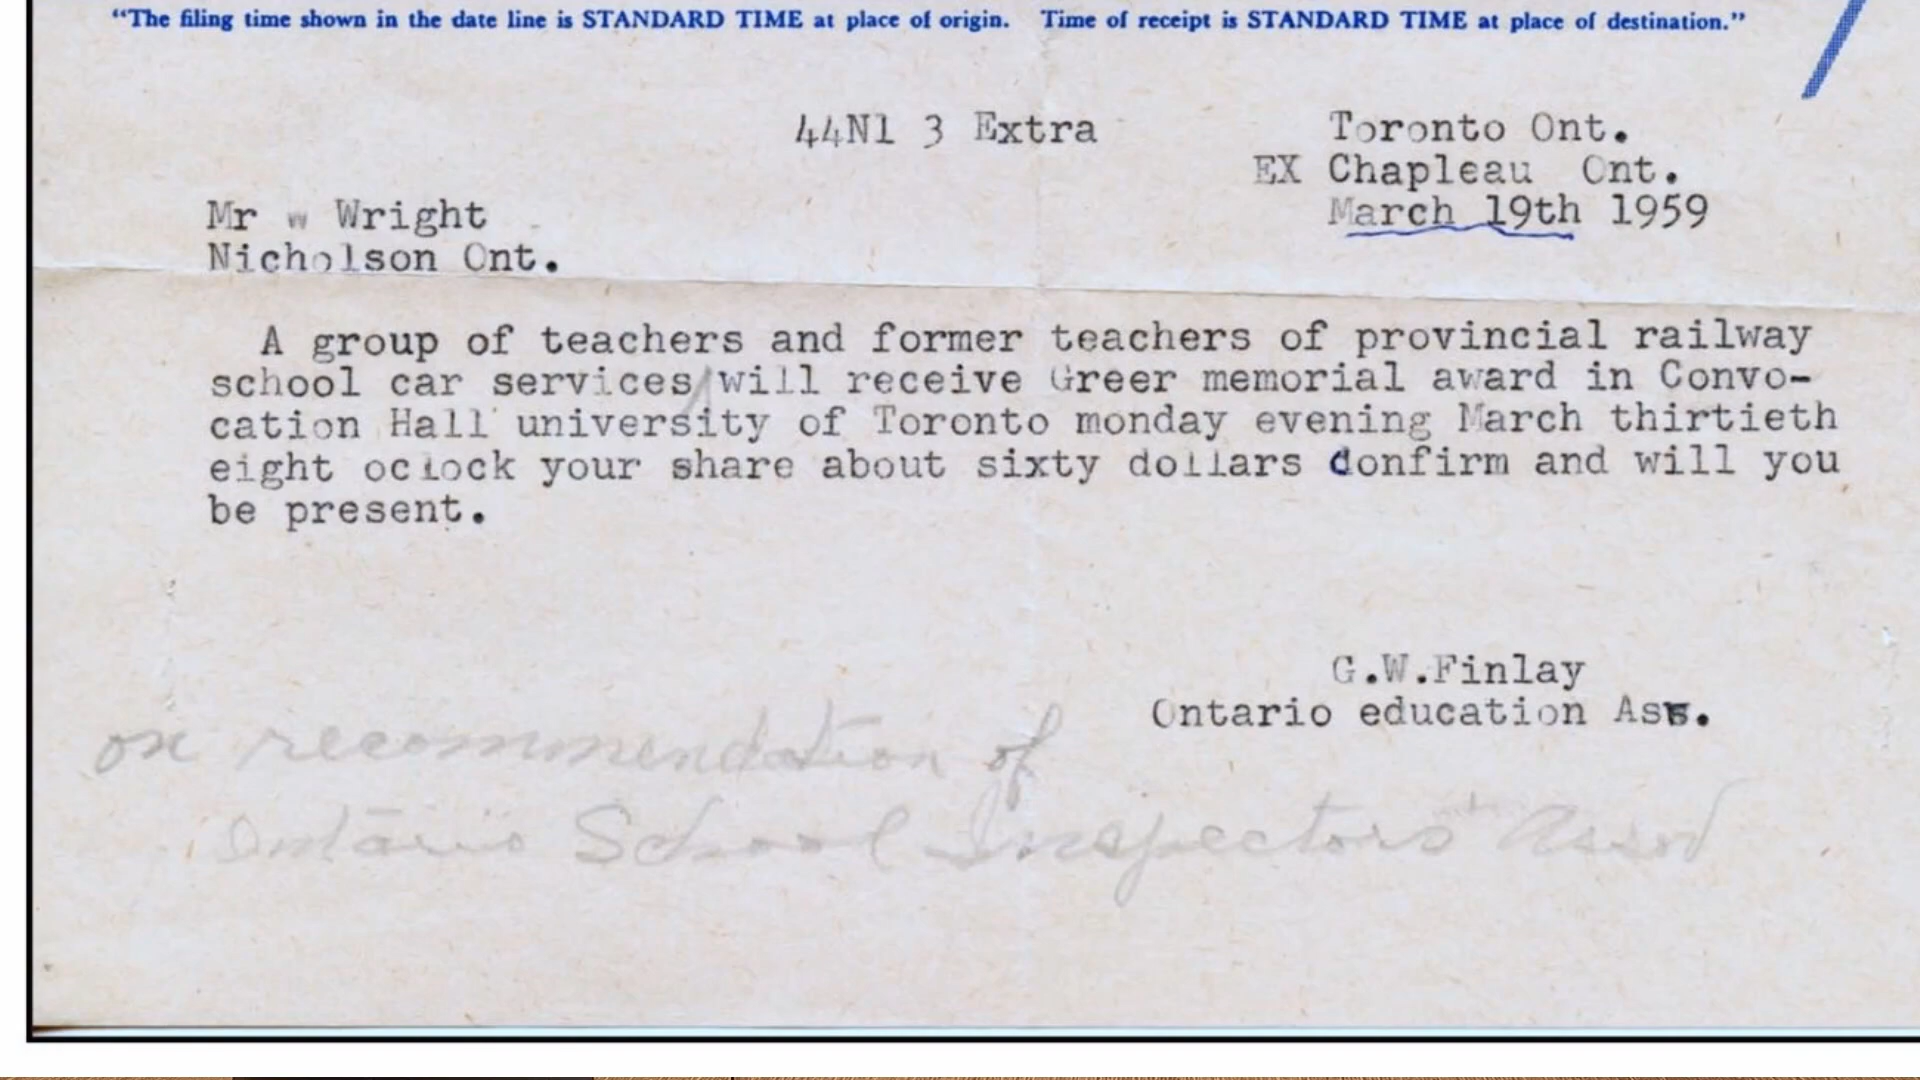 “The filing time shown in the date line is STANDARD TIME at place of origin. Time of receipt is STANDARD TIME at place of destination.”
44Nl 3 Extra
Toronto Ont.
EX Chapleau Ont.
March 19th 1959
Mr w Wright
Nicholson Ont.
A group of teachers and former teachers of provincial railway
school car services/will receive Greer memorial award in Convo-
cation Hall university of Toronto monday evening March thirtieth
eight oclock your share about sixty dollars confirm and will you
be present.
G.W.Finlay
Ontario education Ass.
on recommendation of
Ontario School Inspectors' Assod